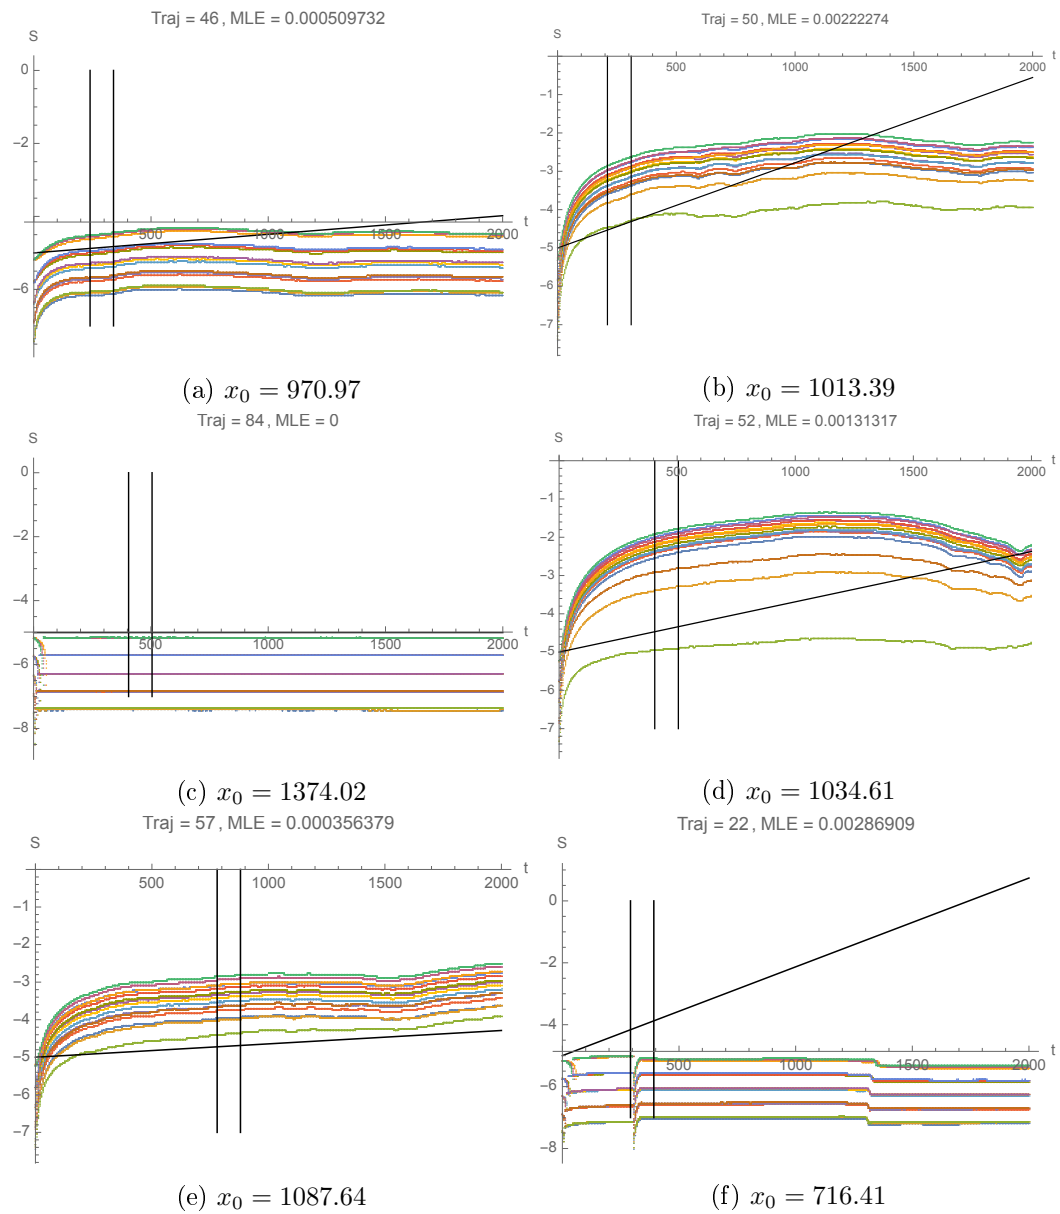 Traj = 46 , MLE = 0.000509732
S
0
−2
−6
500
1000
1500
2000
t
(a) x₀ = 970.97
Traj = 50 , MLE = 0.00222274
S
−1
−2
−3
−4
−5
−6
−7
500
1000
1500
2000
t
(b) x₀ = 1013.39
Traj = 84 , MLE = 0
S
0
−2
−4
−6
−8
500
1000
1500
2000
t
(c) x₀ = 1374.02
Traj = 52 , MLE = 0.00131317
S
−1
−2
−3
−4
−5
−6
−7
500
1000
1500
2000
t
(d) x₀ = 1034.61
Traj = 57 , MLE = 0.000356379
S
−1
−2
−3
−4
−5
−6
−7
500
1000
1500
2000
t
(e) x₀ = 1087.64
Traj = 22 , MLE = 0.00286909
S
0
−2
−4
−6
−8
500
1000
1500
2000
t
(f) x₀ = 716.41